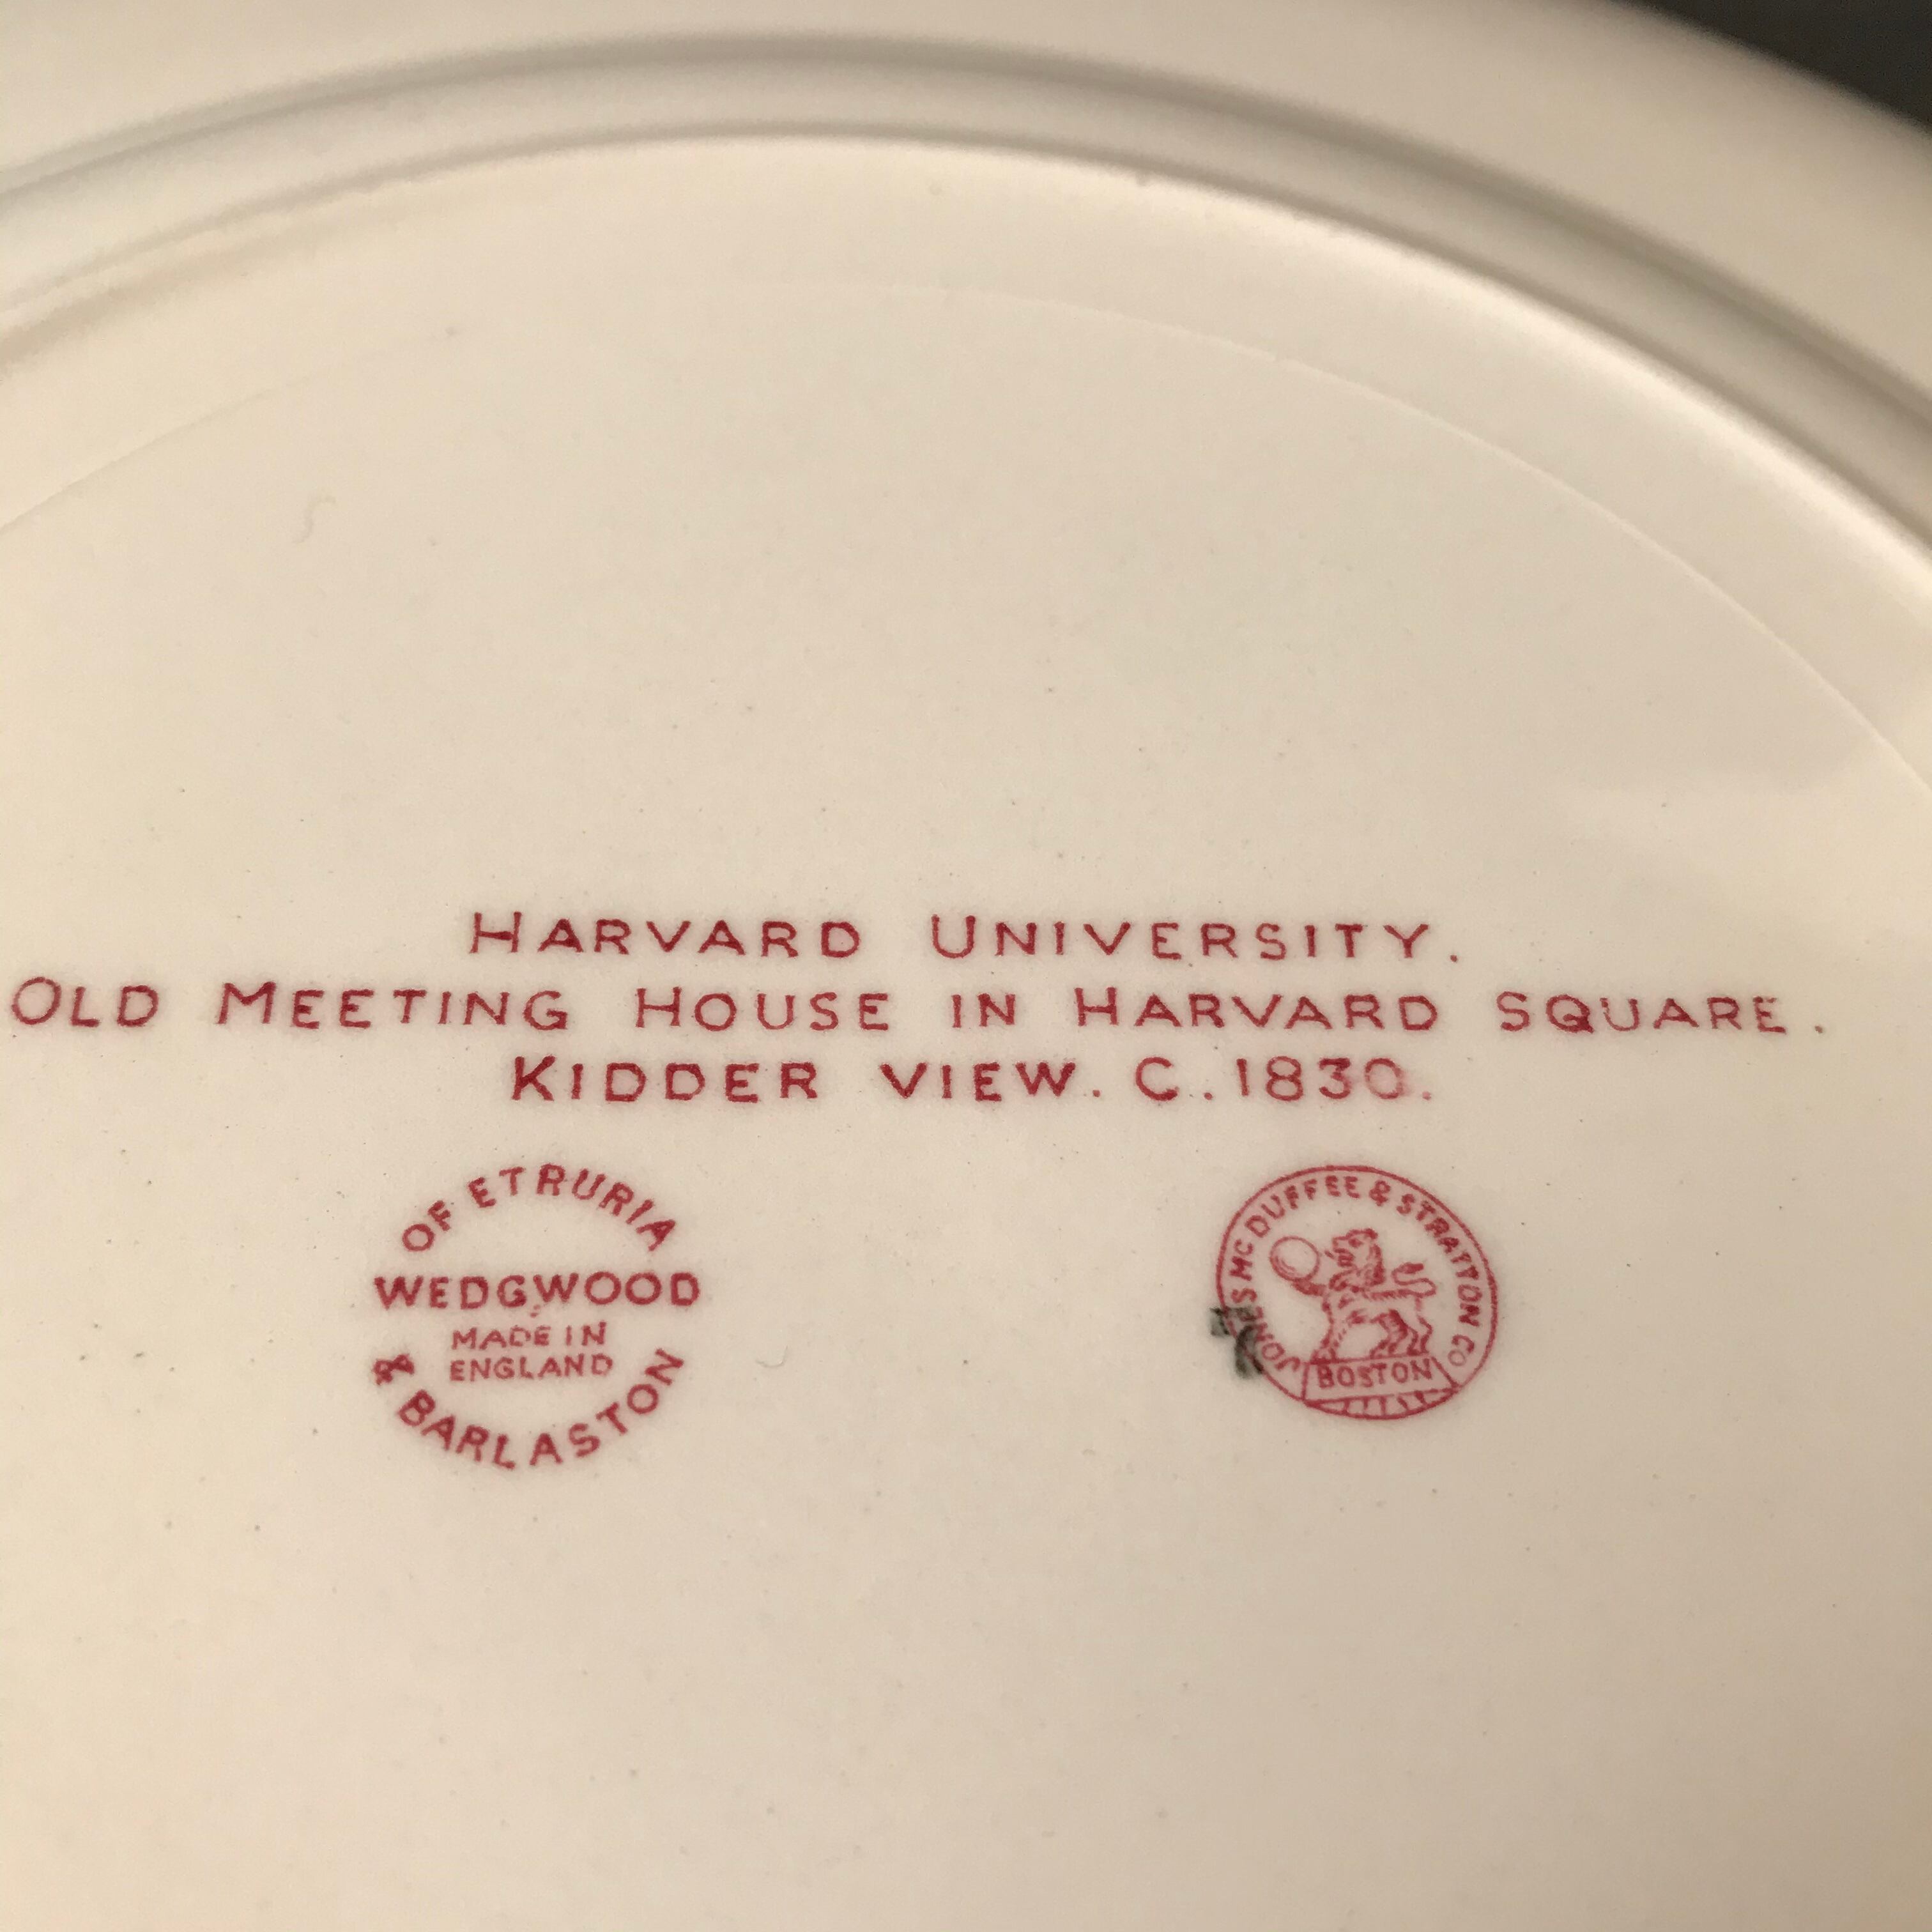 HARVARD UNIVERSITY.
OLD MEETING HOUSE IN HARVARD SQUARE.
KIDDER VIEW. C. 1830.
OF ETRURIA
WEDGWOOD
MADE IN
ENGLAND
& BARLASTON
JONES MC DUFFEE & STRATTON CO
BOSTON